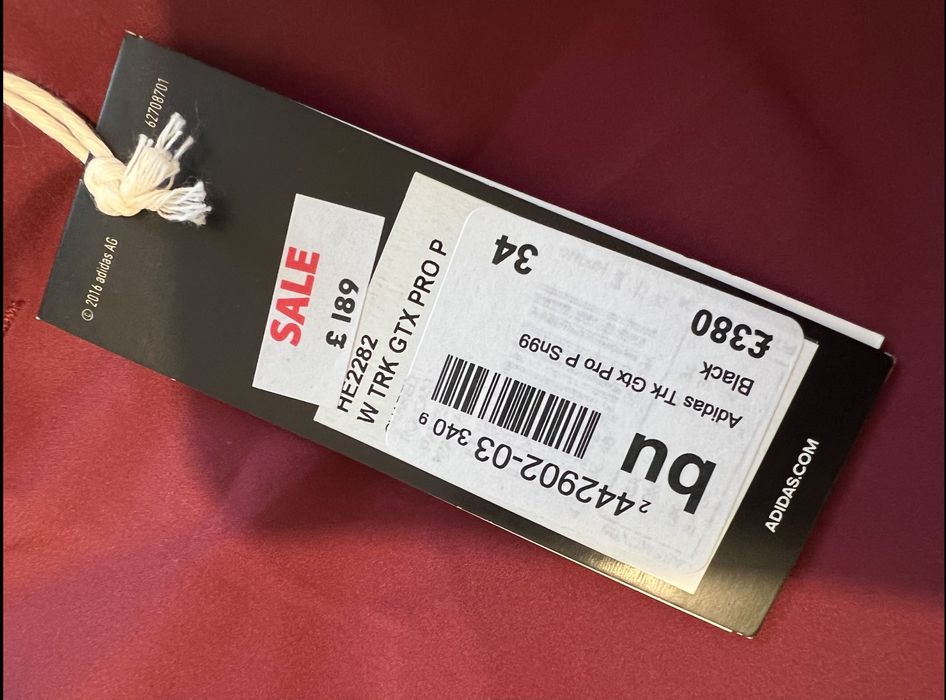 © 2016 adidas AG
62708701
SALE
£ 189
HE2282
W TRK GTX PRO P
bu
2 442902-03 340 9
Adidas Trk Gtx Pro P Sn99
Black
£380
34
ADIDAS.COM